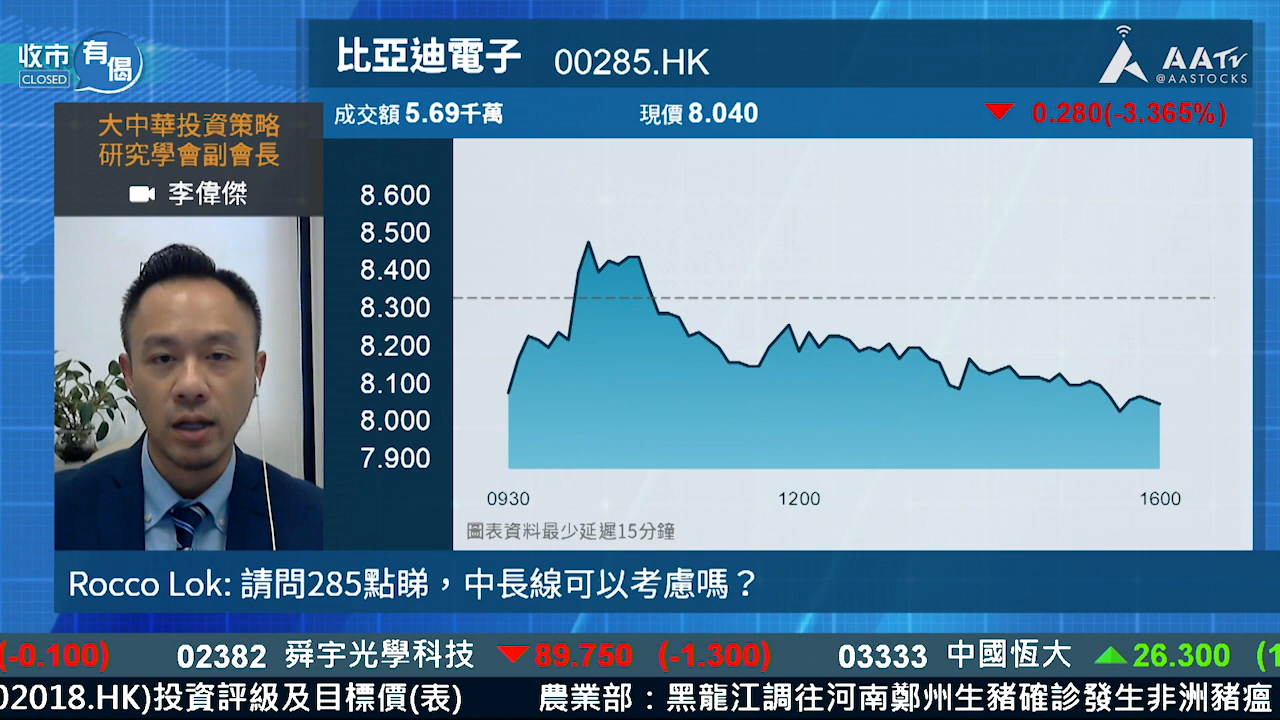 收市
CLOSED
有偈
比亞迪電子 00285.HK
AATV
@AASTOCKS
大中華投資策略
研究學會副會長
李偉傑
成交額 5.69千萬 現價 8.040 0.280(-3.365%)
8.600
8.500
8.400
8.300
8.200
8.100
8.000
7.900
0930 1200 1600
圖表資料最少延遲15分鐘
Rocco Lok: 請問285點睇，中長線可以考慮嗎？
(-0.100) 02382 舜宇光學科技 89.750 (-1.300) 03333 中國恆大 26.300 (1
02018.HK)投資評級及目標價(表) 農業部：黑龍江調往河南鄭州生豬確診發生非洲豬瘟